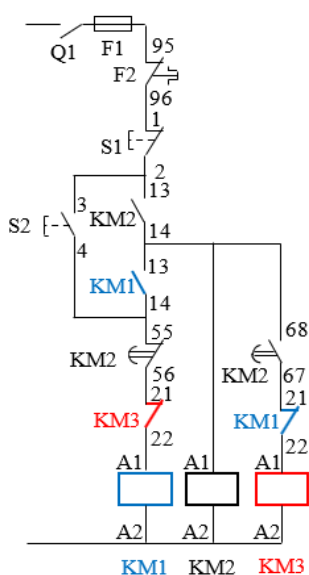 Q1 F1
95
F2
96
1
S1
2
13
3
S2 KM2
4 14
13
KM1
14
55 68
KM2 KM2
56 67
21 21
KM3 KM1
22 22
A1 A1 A1
A2 A2 A2
KM1 KM2 KM3